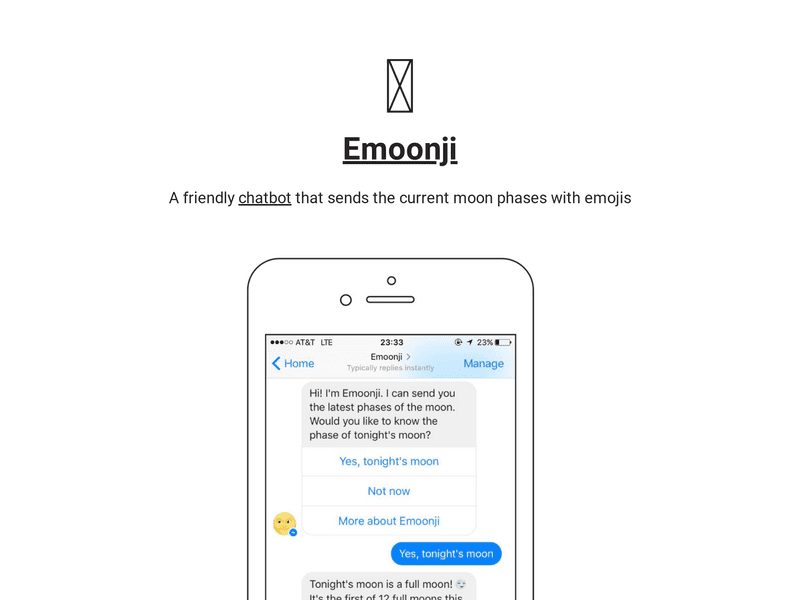 Emoonji
A friendly chatbot that sends the current moon phases with emojis
AT&T LTE 23:33 23%
Home Emoonji Manage
Typically replies instantly
Hi! I'm Emoonji. I can send you
the latest phases of the moon.
Would you like to know the
phase of tonight's moon?
Yes, tonight's moon
Not now
More about Emoonji
Yes, tonight's moon
Tonight's moon is a full moon! 🌝
It's the first of 12 full moons this